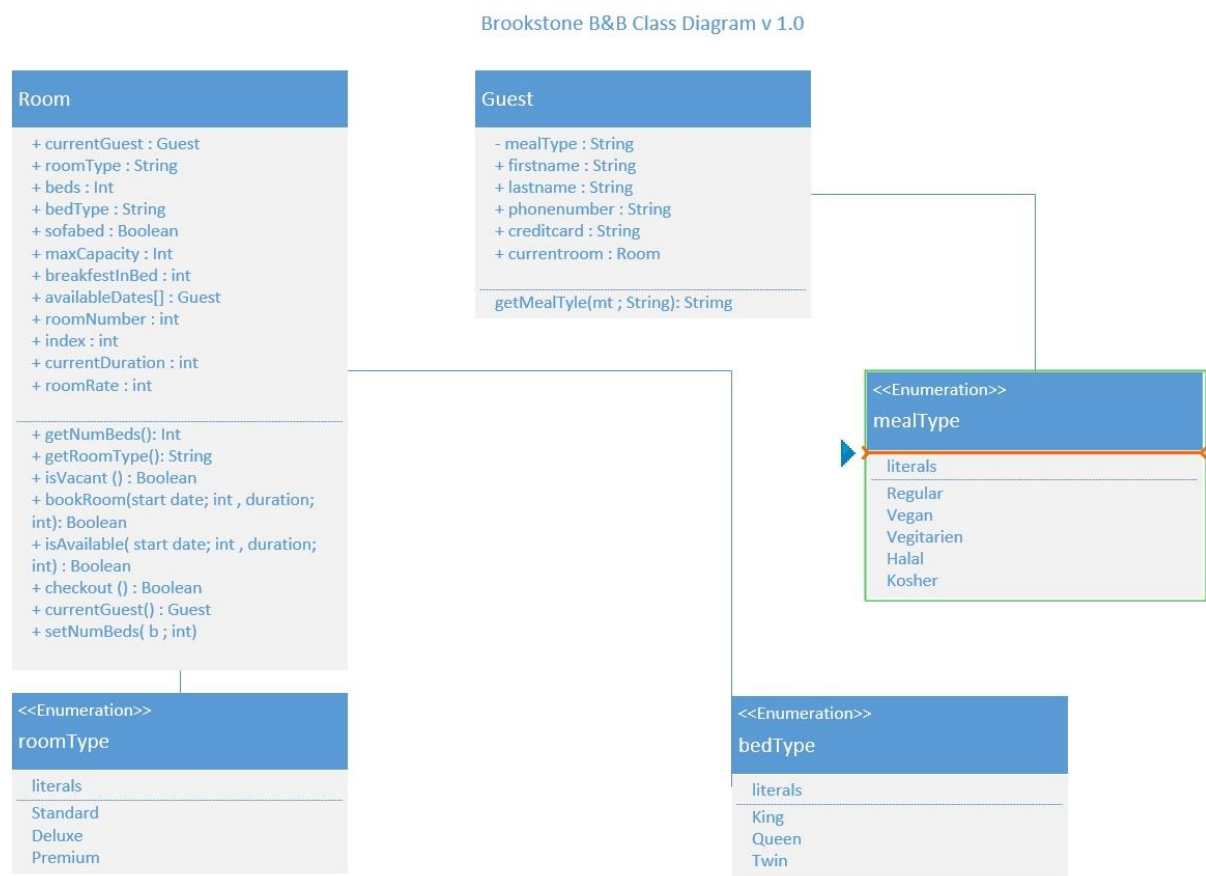 Brookstone B&B Class Diagram v 1.0
Room
+ currentGuest : Guest
+ roomType : String
+ beds : Int
+ bedType : String
+ sofabed : Boolean
+ maxCapacity : Int
+ breakfestInBed : int
+ availableDates[] : Guest
+ roomNumber : int
+ index : int
+ currentDuration : int
+ roomRate : int
+ getNumBeds(): Int
+ getRoomType(): String
+ isVacant () : Boolean
+ bookRoom(start date; int , duration;
int): Boolean
+ isAvailable( start date; int , duration;
int) : Boolean
+ checkout () : Boolean
+ currentGuest() : Guest
+ setNumBeds( b ; int)
Guest
- mealType : String
+ firstname : String
+ lastname : String
+ phonenumber : String
+ creditcard : String
+ currentroom : Room
getMealTyle(mt ; String): Strimg
<<Enumeration>>
mealType
literals
Regular
Vegan
Vegitarien
Halal
Kosher
<<Enumeration>>
roomType
literals
Standard
Deluxe
Premium
<<Enumeration>>
bedType
literals
King
Queen
Twin